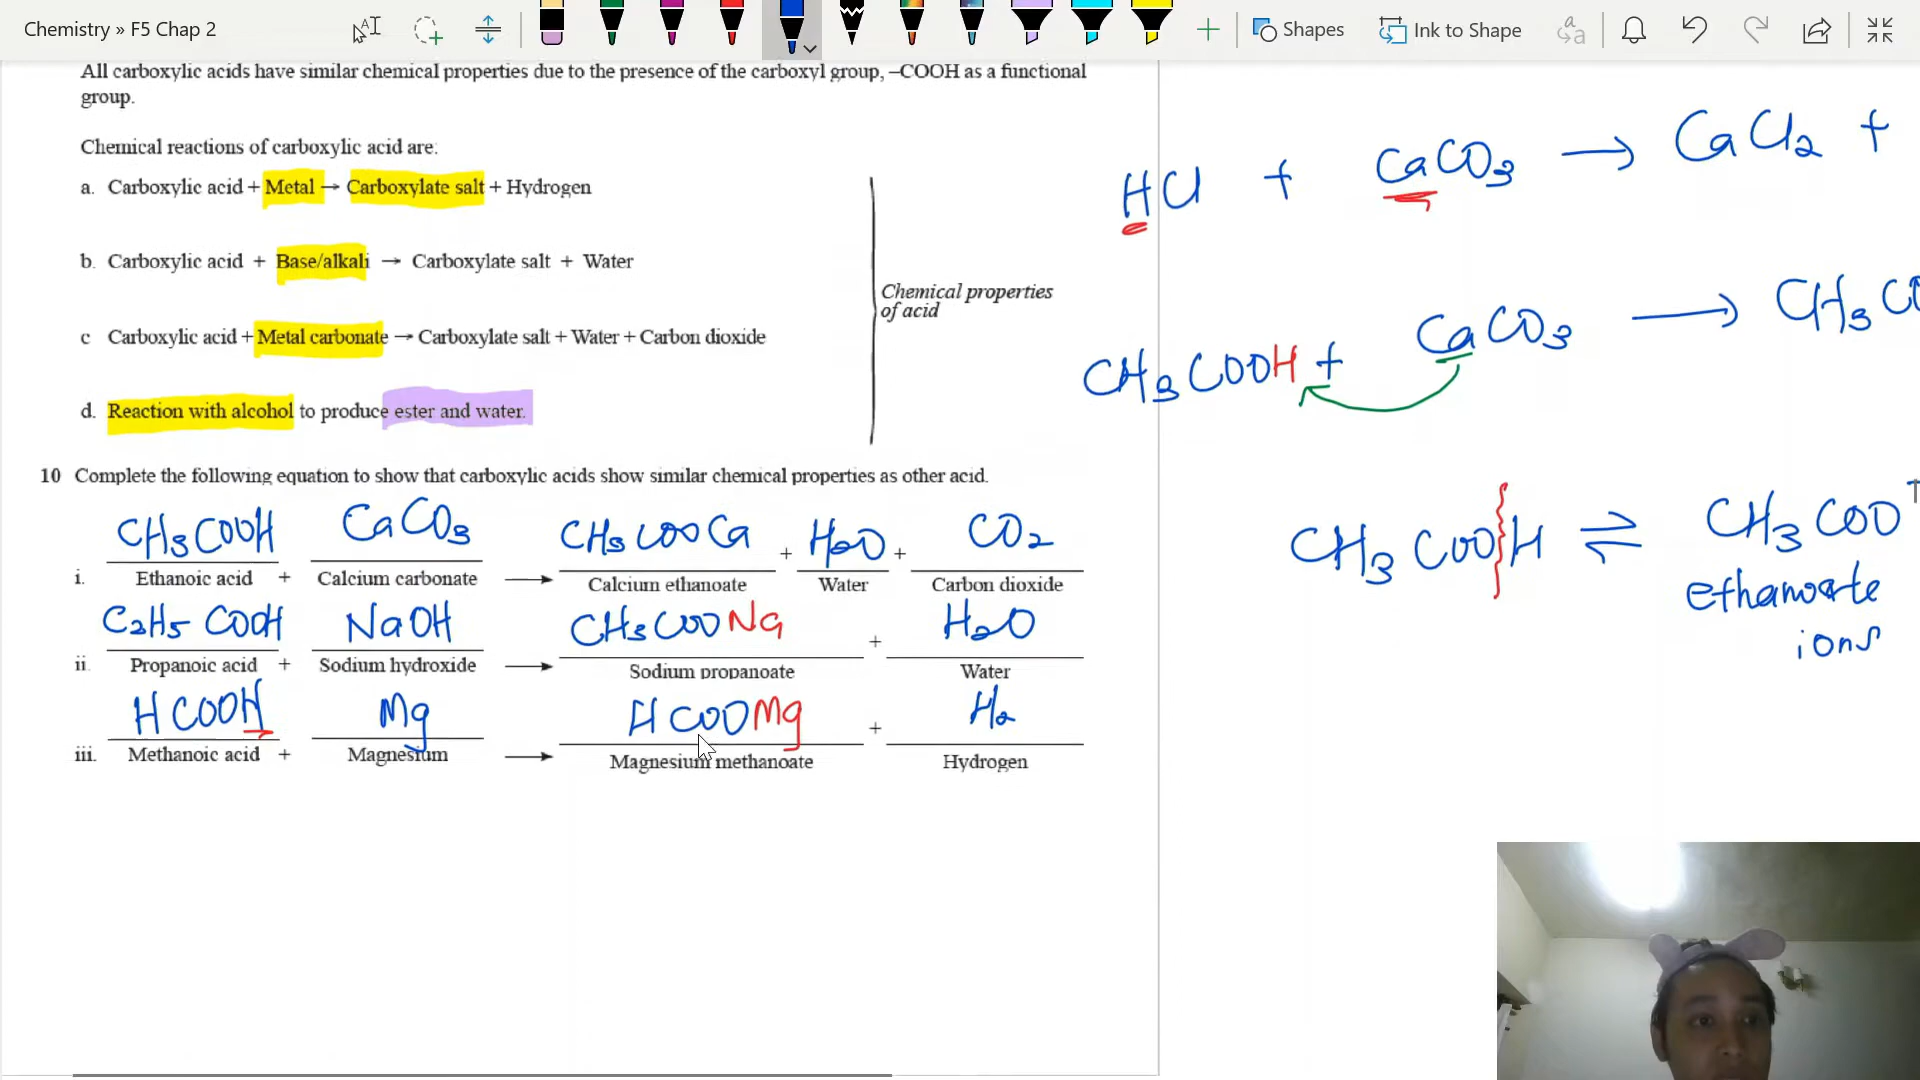 Chemistry » F5 Chap 2
Shapes
Ink to Shape
All carboxylic acids have similar chemical properties due to the presence of the carboxyl group, –COOH as a functional
group.
Chemical reactions of carboxylic acid are:
a. Carboxylic acid + Metal → Carboxylate salt + Hydrogen
b. Carboxylic acid + Base/alkali → Carboxylate salt + Water
c Carboxylic acid + Metal carbonate → Carboxylate salt + Water + Carbon dioxide
d. Reaction with alcohol to produce ester and water.
Chemical properties
of acid
10 Complete the following equation to show that carboxylic acids show similar chemical properties as other acid.
CH3COOH CaCO3 CH3COOCa + H2O + CO2
i. Ethanoic acid + Calcium carbonate → Calcium ethanoate Water Carbon dioxide
C2H5 COOH NaOH CH3COONa + H2O
ii. Propanoic acid + Sodium hydroxide → Sodium propanoate Water
HCOOH Mg HCOOMg + H2
iii. Methanoic acid + Magnesium → Magnesium methanoate Hydrogen
HCl + CaCO3 → CaCl2 +
CH3COOH + CaCO3 → CH3CO
CH3COOH ⇌ CH3COO
ethanoate
ions